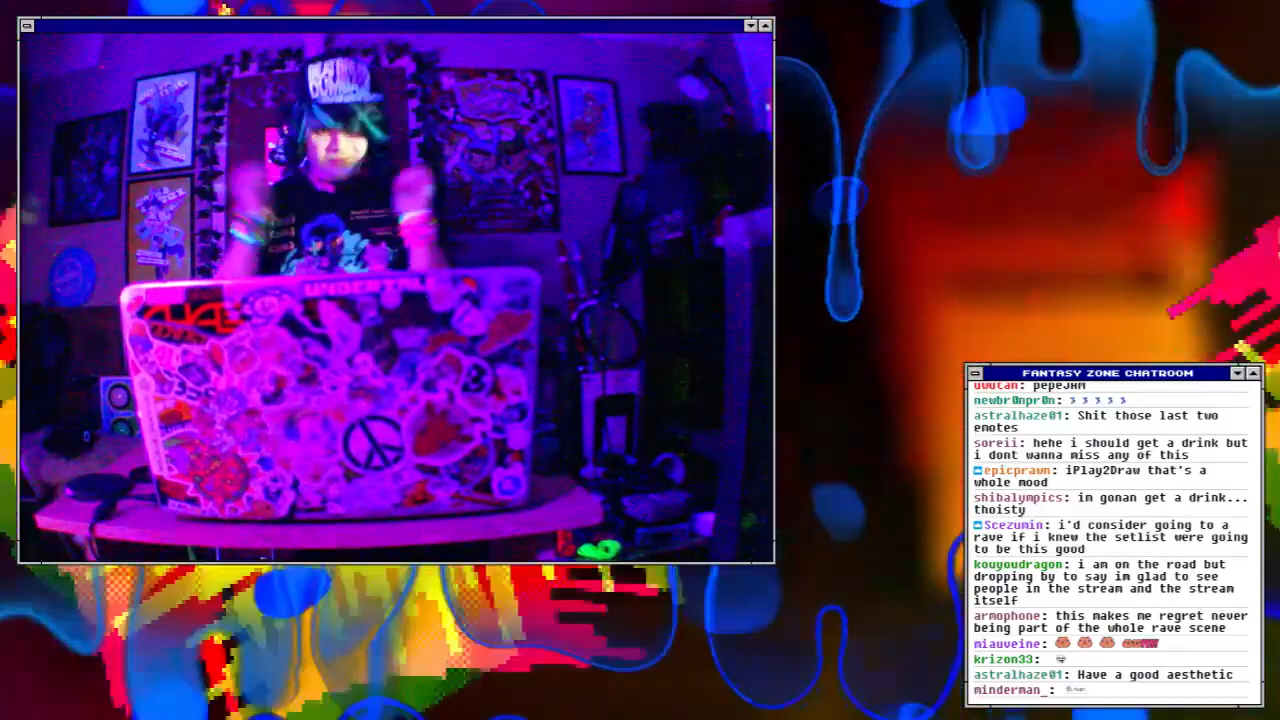 UNDERTALE
FANTASY ZONE CHATROOM
uwutan: pepeJAM
newbr0npr0n:
astralhaze01: Shit those last two
emotes
soreii: hehe i should get a drink but
i dont wanna miss any of this
epicprawn: iPlay2Draw that's a
whole mood
shibalympics: im gonan get a drink...
thoisty
Scezumin: i'd consider going to a
rave if i knew the setlist were going
to be this good
kouyoudragon: i am on the road but
dropping by to say im glad to see
people in the stream and the stream
itself
armophone: this makes me regret never
being part of the whole rave scene
miauveine:
krizon33:
astralhaze01: Have a good aesthetic
minderman_: